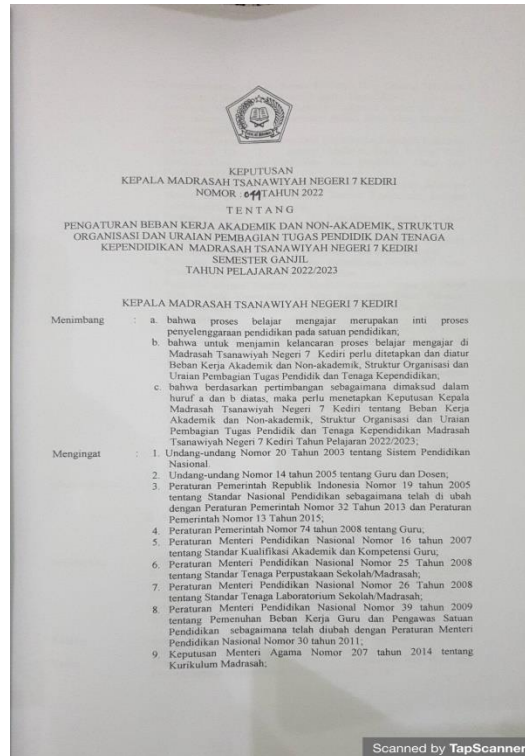 KEPUTUSAN
KEPALA MADRASAH TSANAWIYAH NEGERI 7 KEDIRI
NOMOR : 044 TAHUN 2022
T E N T A N G
PENGATURAN BEBAN KERJA AKADEMIK DAN NON-AKADEMIK, STRUKTUR
ORGANISASI DAN URAIAN PEMBAGIAN TUGAS PENDIDIK DAN TENAGA
KEPENDIDIKAN MADRASAH TSANAWIYAH NEGERI 7 KEDIRI
SEMESTER GANJIL
TAHUN PELAJARAN 2022/2023
KEPALA MADRASAH TSANAWIYAH NEGERI 7 KEDIRI
Menimbang : a. bahwa proses belajar mengajar merupakan inti proses
penyelenggaraan pendidikan pada satuan pendidikan;
b. bahwa untuk menjamin kelancaran proses belajar mengajar di
Madrasah Tsanawiyah Negeri 7 Kediri perlu ditetapkan dan diatur
Beban Kerja Akademik dan Non-akademik, Struktur Organisasi dan
Uraian Pembagian Tugas Pendidik dan Tenaga Kependidikan;
c. bahwa berdasarkan pertimbangan sebagaimana dimaksud dalam
huruf a dan b diatas, maka perlu menetapkan Keputusan Kepala
Madrasah Tsanawiyah Negeri 7 Kediri tentang Beban Kerja
Akademik dan Non-akademik, Struktur Organisasi dan Uraian
Pembagian Tugas Pendidik dan Tenaga Kependidikan Madrasah
Tsanawiyah Negeri 7 Kediri Tahun Pelajaran 2022/2023;
Mengingat : 1. Undang-undang Nomor 20 Tahun 2003 tentang Sistem Pendidikan
Nasional.
2. Undang-undang Nomor 14 tahun 2005 tentang Guru dan Dosen;
3. Peraturan Pemerintah Republik Indonesia Nomor 19 tahun 2005
tentang Standar Nasional Pendidikan sebagaimana telah di ubah
dengan Peraturan Pemerintah Nomor 32 Tahun 2013 dan Peraturan
Pemerintah Nomor 13 Tahun 2015;
4. Peraturan Pemerintah Nomor 74 tahun 2008 tentang Guru;
5. Peraturan Menteri Pendidikan Nasional Nomor 16 tahun 2007
tentang Standar Kualifikasi Akademik dan Kompetensi Guru;
6. Peraturan Menteri Pendidikan Nasional Nomor 25 Tahun 2008
tentang Standar Tenaga Perpustakaan Sekolah/Madrasah;
7. Peraturan Menteri Pendidikan Nasional Nomor 26 Tahun 2008
tentang Standar Tenaga Laboratorium Sekolah/Madrasah;
8. Peraturan Menteri Pendidikan Nasional Nomor 39 tahun 2009
tentang Pemenuhan Beban Kerja Guru dan Pengawas Satuan
Pendidikan sebagaimana telah diubah dengan Peraturan Menteri
Pendidikan Nasional Nomor 30 tahun 2011;
9. Keputusan Menteri Agama Nomor 207 tahun 2014 tentang
Kurikulum Madrasah;
Scanned by TapScanner